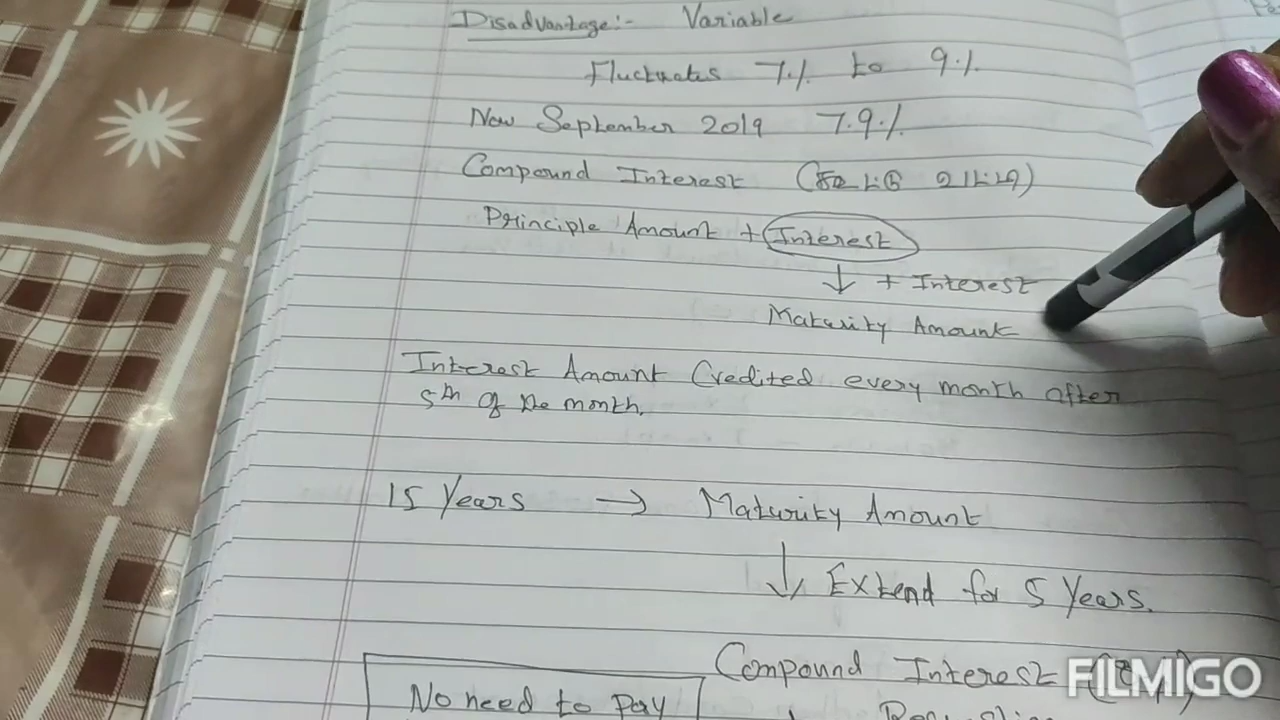 Disadvantage:- Variable
Fluctuates 7.% to 9.%
Now September 2019 7.9.%
Compound Interest (கூட்டு வட்டி)
Principle Amount + Interest
↓ + Interest
Maturity Amount
Interest Amount Credited every month after
5th of the month.
15 Years → Maturity Amount
↓ Extend for 5 Years.
Compound Interest
No need to pay
FILMIGO